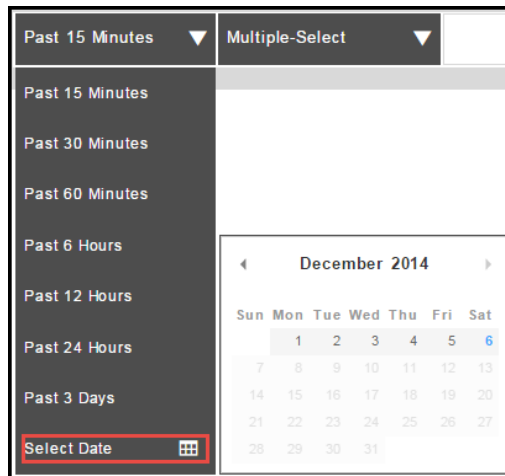 Past 15 Minutes
Multiple-Select
Past 15 Minutes
Past 30 Minutes
Past 60 Minutes
Past 6 Hours
Past 12 Hours
Past 24 Hours
Past 3 Days
Select Date
December 2014
Sun Mon Tue Wed Thu Fri Sat
1 2 3 4 5 6
7 8 9 10 11 12 13
14 15 16 17 18 19 20
21 22 23 24 25 26 27
28 29 30 31